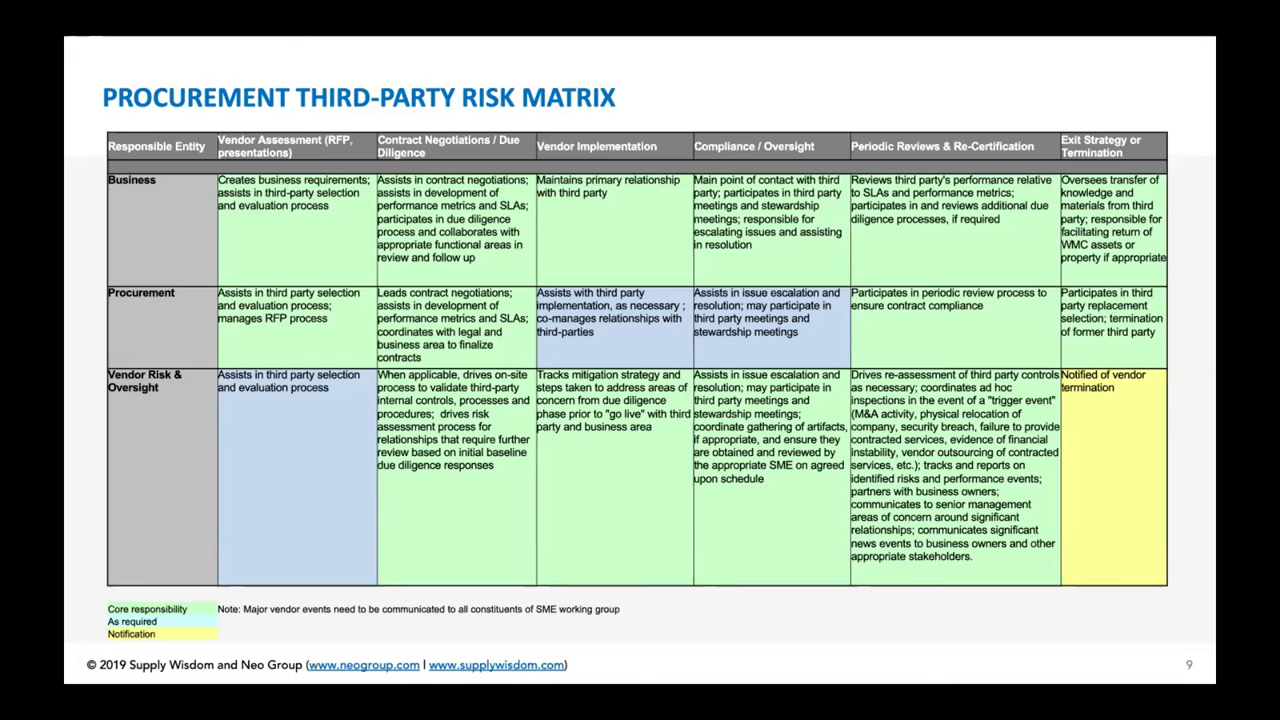 PROCUREMENT THIRD-PARTY RISK MATRIX
Responsible Entity
Vendor Assessment (RFP,
presentations)
Contract Negotiations / Due
Diligence
Vendor Implementation
Compliance / Oversight
Periodic Reviews & Re-Certification
Exit Strategy or
Termination
Business
Creates business requirements;
assists in third-party selection
and evaluation process
Assists in contract negotiations;
assists in development of
performance metrics and SLAs;
participates in due diligence
process and collaborates with
appropriate functional areas in
review and follow up
Maintains primary relationship
with third party
Main point of contact with third
party; participates in third party
meetings and stewardship
meetings; responsible for
escalating issues and assisting
in resolution
Reviews third party's performance relative
to SLAs and performance metrics;
participates in and reviews additional due
diligence processes, if required
Oversees transfer of
knowledge and
materials from third
party; responsible for
facilitating return of
WMC assets or
property if appropriate
Procurement
Assists in third party selection
and evaluation process;
manages RFP process
Leads contract negotiations;
assists in development of
performance metrics and SLAs;
coordinates with legal and
business area to finalize
contracts
Assists with third party
implementation, as necessary ;
co-manages relationships with
third-parties
Assists in issue escalation and
resolution; may participate in
third party meetings and
stewardship meetings
Participates in periodic review process to
ensure contract compliance
Participates in third
party replacement
selection; termination
of former third party
Vendor Risk &
Oversight
Assists in third party selection
and evaluation process
When applicable, drives on-site
process to validate third-party
internal controls, processes and
procedures; drives risk
assessment process for
relationships that require further
review based on initial baseline
due diligence responses
Tracks mitigation strategy and
steps taken to address areas of
concern from due diligence
phase prior to "go live" with third
party and business area
Assists in issue escalation and
resolution; may participate in
third party meetings and
stewardship meetings;
coordinate gathering of artifacts,
if appropriate, and ensure they
are obtained and reviewed by
the appropriate SME on agreed
upon schedule
Drives re-assessment of third party controls
as necessary; coordinates ad hoc
inspections in the event of a "trigger event"
(M&A activity, physical relocation of
company, security breach, failure to provide
contracted services, evidence of financial
instability, vendor outsourcing of contracted
services, etc.); tracks and reports on
identified risks and performance events;
partners with business owners;
communicates to senior management
areas of concern around significant
relationships; communicates significant
news events to business owners and other
appropriate stakeholders.
Notified of vendor
termination
Core responsibility
Note: Major vendor events need to be communicated to all constituents of SME working group
As required
Notification
© 2019 Supply Wisdom and Neo Group (www.neogroup.com | www.supplywisdom.com)
9